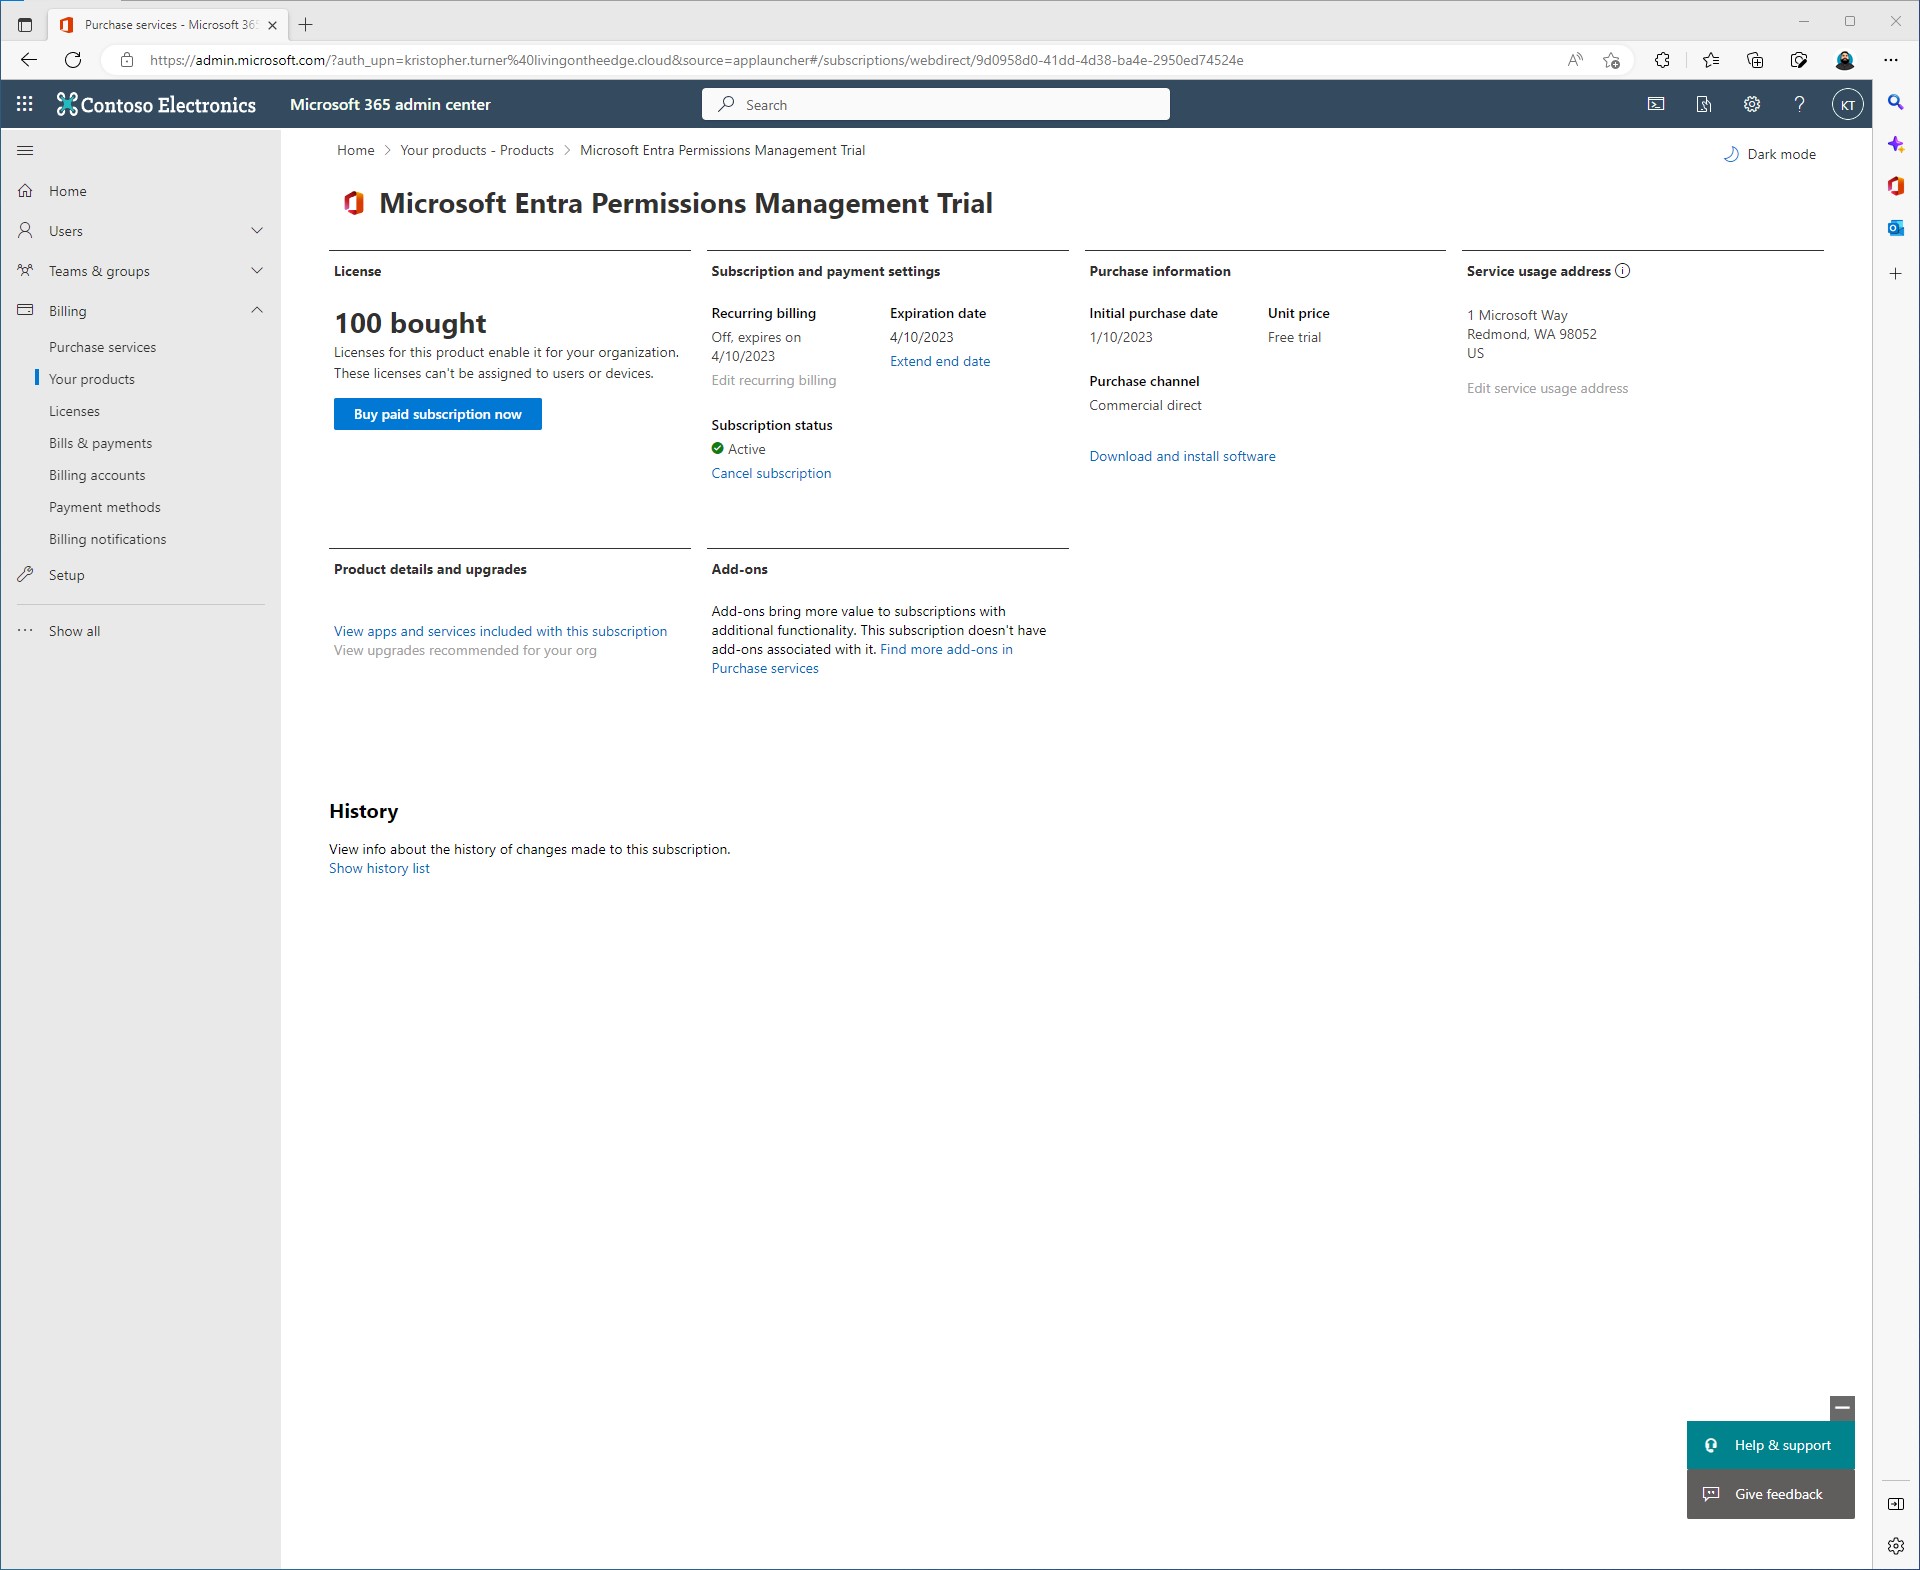 Purchase services - Microsoft 36
https://admin.microsoft.com/?auth_upn=kristopher.turner%40livingontheedge.cloud&source=applauncher#/subscriptions/webdirect/9d0958d0-41dd-4d38-ba4e-2950ed74524e
Contoso Electronics
Microsoft 365 admin center
Search
KT
Home
Users
Teams & groups
Billing
Purchase services
Your products
Licenses
Bills & payments
Billing accounts
Payment methods
Billing notifications
Setup
Show all
Home > Your products - Products > Microsoft Entra Permissions Management Trial
Dark mode
Microsoft Entra Permissions Management Trial
License
100 bought
Licenses for this product enable it for your organization.
These licenses can't be assigned to users or devices.
Buy paid subscription now
Subscription and payment settings
Recurring billing
Off, expires on
4/10/2023
Edit recurring billing
Expiration date
4/10/2023
Extend end date
Subscription status
Active
Cancel subscription
Purchase information
Initial purchase date
1/10/2023
Unit price
Free trial
Purchase channel
Commercial direct
Download and install software
Service usage address
1 Microsoft Way
Redmond, WA 98052
US
Edit service usage address
Product details and upgrades
View apps and services included with this subscription
View upgrades recommended for your org
Add-ons
Add-ons bring more value to subscriptions with
additional functionality. This subscription doesn't have
add-ons associated with it. Find more add-ons in
Purchase services
History
View info about the history of changes made to this subscription.
Show history list
Help & support
Give feedback